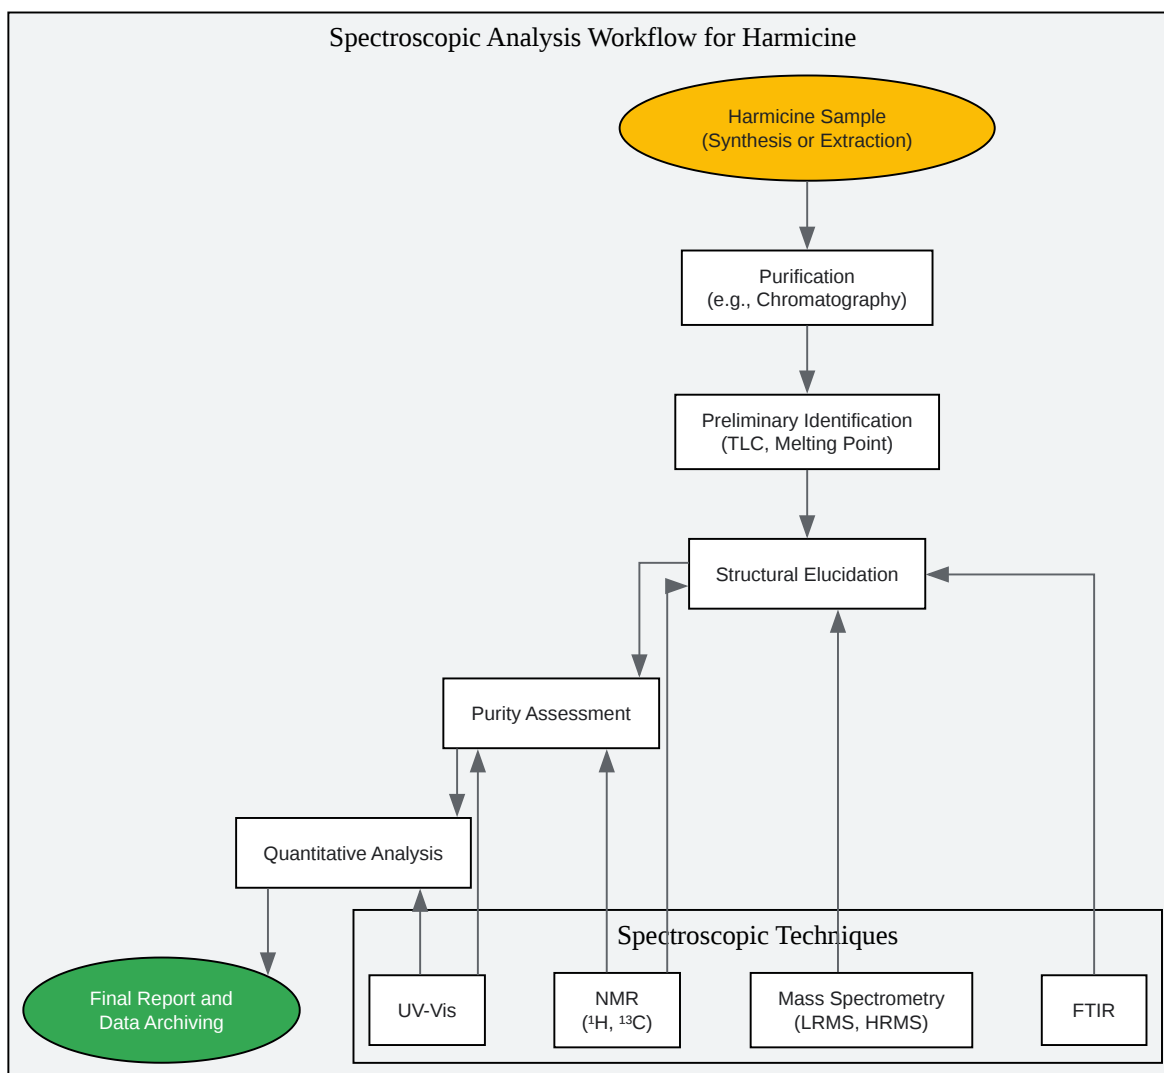 Spectroscopic Analysis Workflow for Harmicine
Harmicine Sample
(Synthesis or Extraction)
Purification
(e.g., Chromatography)
Preliminary Identification
(TLC, Melting Point)
Structural Elucidation
Purity Assessment
Quantitative Analysis
Spectroscopic Techniques
Final Report and
Data Archiving
UV-Vis
NMR
(¹H, ¹³C)
Mass Spectrometry
(LRMS, HRMS)
FTIR